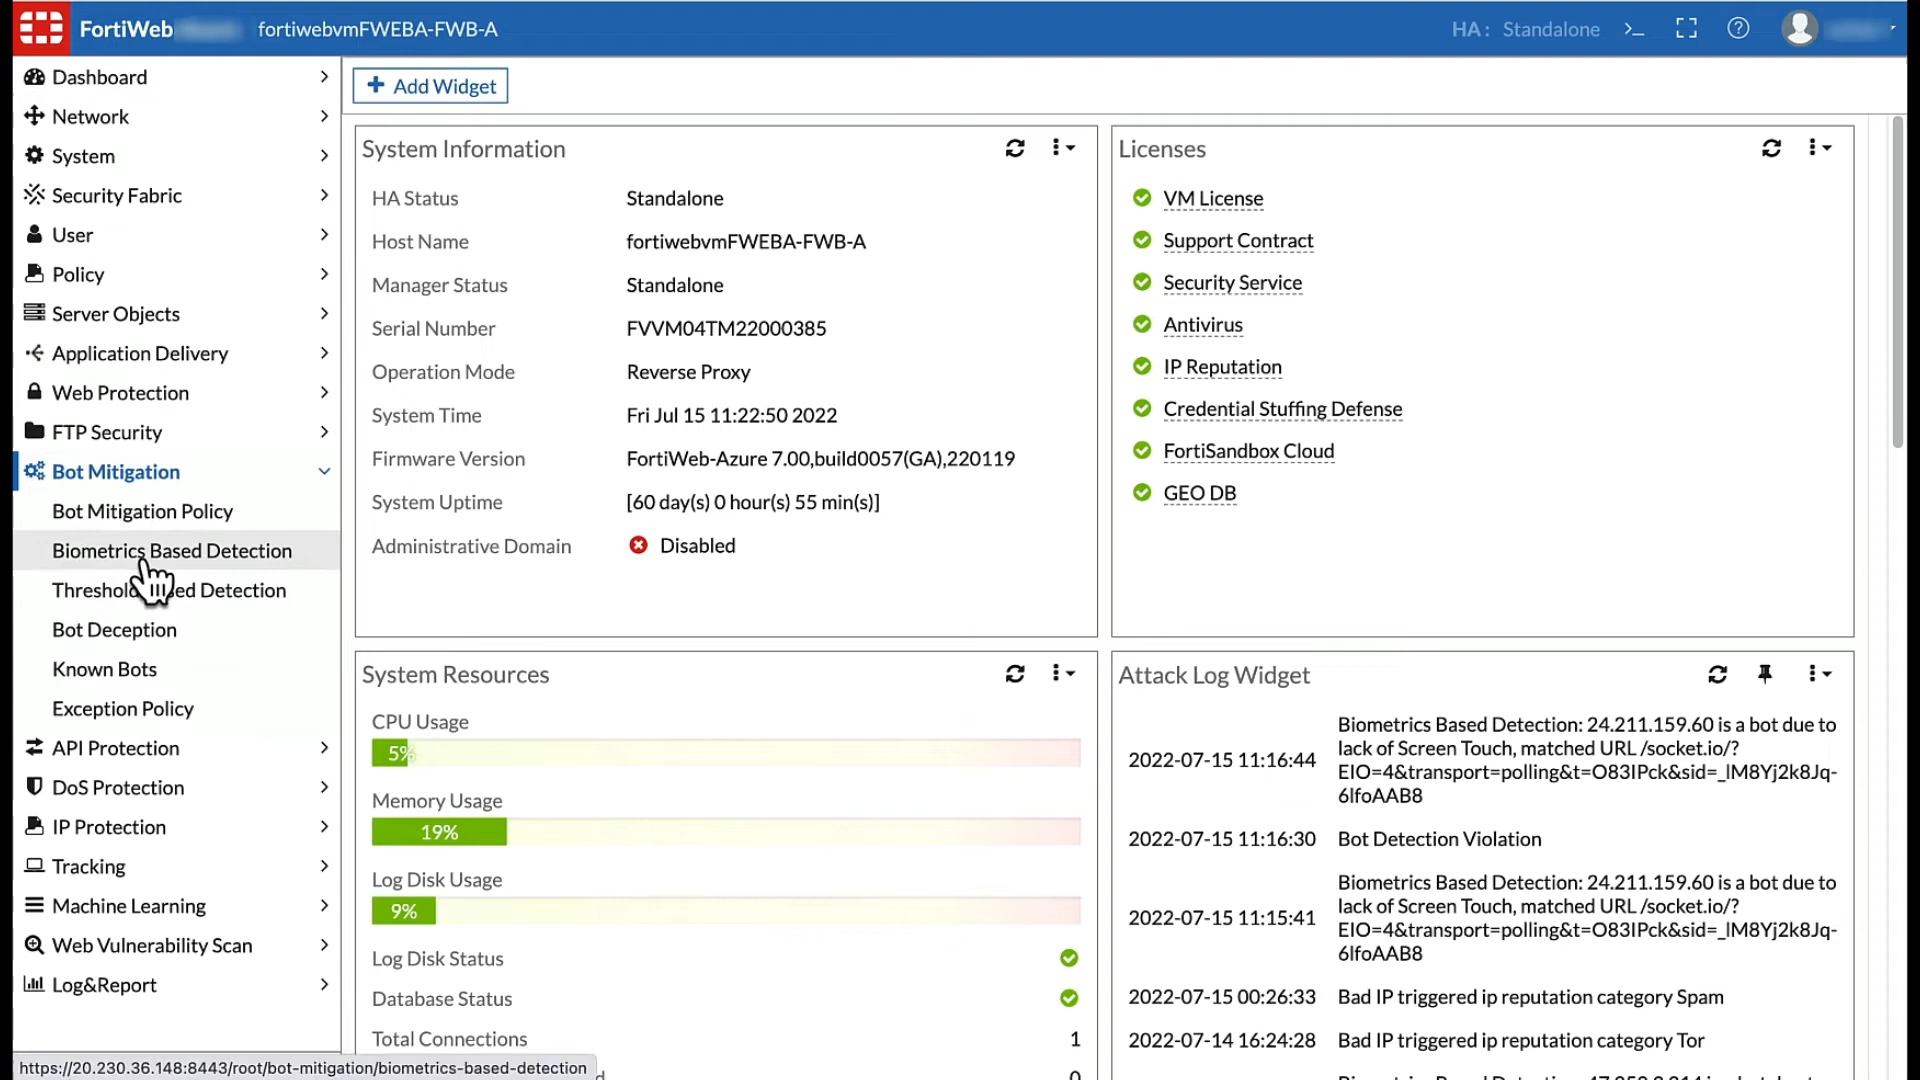 FortiWeb
fortiwebvmFWEBA-FWB-A
HA: Standalone
Dashboard
Network
System
Security Fabric
User
Policy
Server Objects
Application Delivery
Web Protection
FTP Security
Bot Mitigation
Bot Mitigation Policy
Biometrics Based Detection
Detection
Bot Deception
Known Bots
Exception Policy
API Protection
DoS Protection
IP Protection
Tracking
Machine Learning
Web Vulnerability Scan
Log&Report
https://20.230.36.148:8443/root/bot-mitigation/biometrics-based-detection
Add Widget
System Information
HA Status Standalone
Host Name fortiwebvmFWEBA-FWB-A
Manager Status Standalone
Serial Number FVVM04TM22000385
Operation Mode Reverse Proxy
System Time Fri Jul 15 11:22:50 2022
Firmware Version FortiWeb-Azure 7.00,build0057(GA),220119
System Uptime [60 day(s) 0 hour(s) 55 min(s)]
Administrative Domain Disabled
Licenses
VM License
Support Contract
Security Service
Antivirus
IP Reputation
Credential Stuffing Defense
FortiSandbox Cloud
GEO DB
System Resources
CPU Usage
5%
Memory Usage
19%
Log Disk Usage
9%
Log Disk Status
Database Status
Total Connections 1
Attack Log Widget
2022-07-15 11:16:44
Biometrics Based Detection: 24.211.159.60 is a bot due to
lack of Screen Touch, matched URL /socket.io/?
EIO=4&transport=polling&t=O83IPck&sid=_lM8Yj2k8Jq-
6lfoAAB8
2022-07-15 11:16:30 Bot Detection Violation
2022-07-15 11:15:41
Biometrics Based Detection: 24.211.159.60 is a bot due to
lack of Screen Touch, matched URL /socket.io/?
EIO=4&transport=polling&t=O83IPck&sid=_lM8Yj2k8Jq-
6lfoAAB8
2022-07-15 00:26:33 Bad IP triggered ip reputation category Spam
2022-07-14 16:24:28 Bad IP triggered ip reputation category Tor